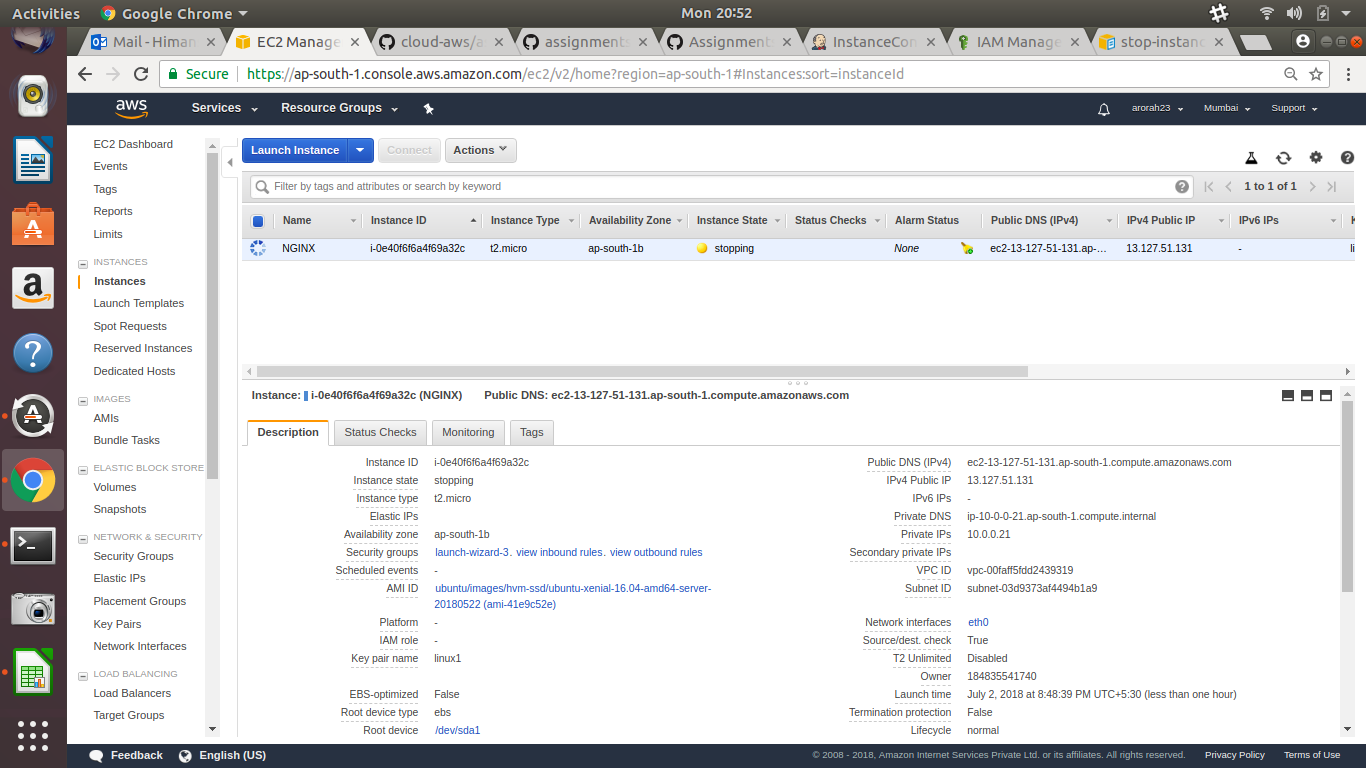 Activities Google Chrome Mon 20:52
Mail - Himan EC2 Manage cloud-aws/a assignments Assignment InstanceCon IAM Manage stop-instanc
Secure https://ap-south-1.console.aws.amazon.com/ec2/v2/home?region=ap-south-1#Instances:sort=instanceId
aws Services Resource Groups arorah23 Mumbai Support
EC2 Dashboard
Events
Tags
Reports
Limits
INSTANCES
Instances
Launch Templates
Spot Requests
Reserved Instances
Dedicated Hosts
IMAGES
AMIs
Bundle Tasks
ELASTIC BLOCK STORE
Volumes
Snapshots
NETWORK & SECURITY
Security Groups
Elastic IPs
Placement Groups
Key Pairs
Network Interfaces
LOAD BALANCING
Load Balancers
Target Groups
Launch Instance Connect Actions
Filter by tags and attributes or search by keyword 1 to 1 of 1
Name Instance ID Instance Type Availability Zone Instance State Status Checks Alarm Status Public DNS (IPv4) IPv4 Public IP IPv6 IPs K
NGINX i-0e40f6f6a4f69a32c t2.micro ap-south-1b stopping None ec2-13-127-51-131.ap-... 13.127.51.131 - li
Instance: i-0e40f6f6a4f69a32c (NGINX) Public DNS: ec2-13-127-51-131.ap-south-1.compute.amazonaws.com
Description Status Checks Monitoring Tags
Instance ID i-0e40f6f6a4f69a32c Public DNS (IPv4) ec2-13-127-51-131.ap-south-1.compute.amazonaws.com
Instance state stopping IPv4 Public IP 13.127.51.131
Instance type t2.micro IPv6 IPs -
Elastic IPs Private DNS ip-10-0-0-21.ap-south-1.compute.internal
Availability zone ap-south-1b Private IPs 10.0.0.21
Security groups launch-wizard-3. view inbound rules. view outbound rules Secondary private IPs
Scheduled events - VPC ID vpc-00faff5fdd2439319
AMI ID ubuntu/images/hvm-ssd/ubuntu-xenial-16.04-amd64-server- Subnet ID subnet-03d9373af4494b1a9
20180522 (ami-41e9c52e)
Platform - Network interfaces eth0
IAM role - Source/dest. check True
Key pair name linux1 T2 Unlimited Disabled
Owner 184835541740
EBS-optimized False Launch time July 2, 2018 at 8:48:39 PM UTC+5:30 (less than one hour)
Root device type ebs Termination protection False
Root device /dev/sda1 Lifecycle normal
Feedback English (US) © 2008 - 2018, Amazon Internet Services Private Ltd. or its affiliates. All rights reserved. Privacy Policy Terms of Use